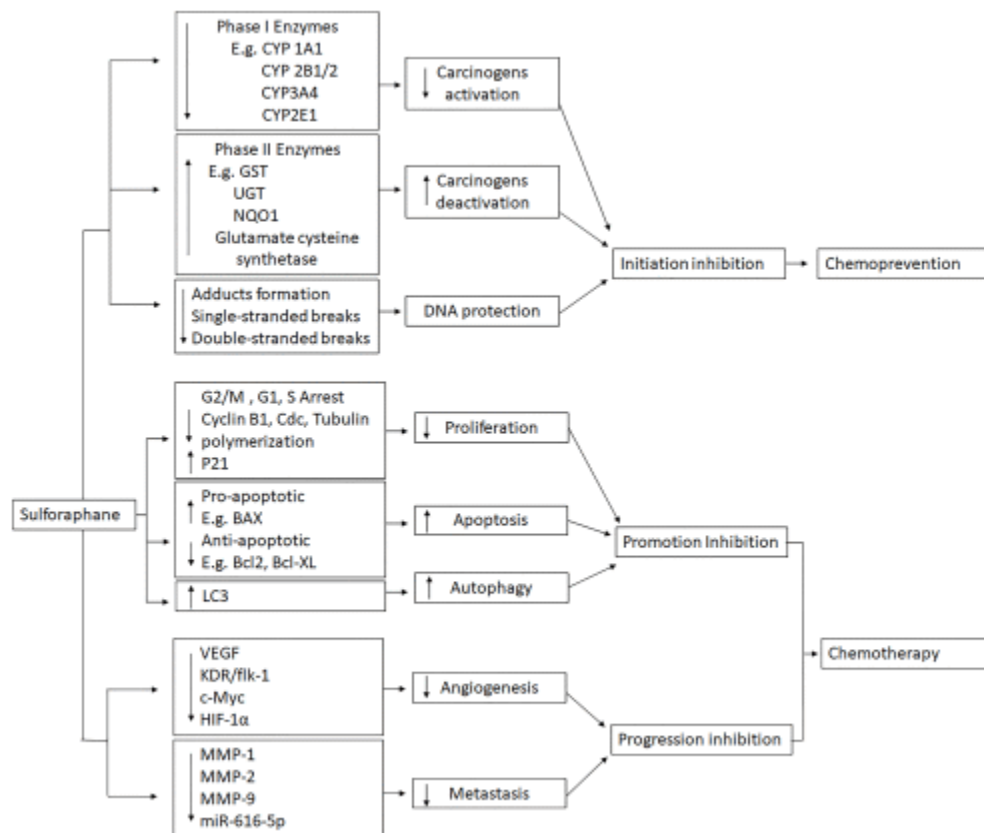 Phase I Enzymes
E.g. CYP 1A1
CYP 2B1/2
CYP3A4
CYP2E1
Carcinogens
activation
Phase II Enzymes
E.g. GST
UGT
NQO1
Glutamate cysteine
synthetase
Carcinogens
deactivation
Initiation inhibition
Chemoprevention
Adducts formation
Single-stranded breaks
Double-stranded breaks
DNA protection
G2/M , G1, S Arrest
Cyclin B1, Cdc, Tubulin
polymerization
P21
Proliferation
Sulforaphane
Pro-apoptotic
E.g. BAX
Anti-apoptotic
E.g. Bcl2, Bcl-XL
Apoptosis
Promotion Inhibition
LC3
Autophagy
Chemotherapy
VEGF
KDR/flk-1
c-Myc
HIF-1α
Angiogenesis
Progression inhibition
MMP-1
MMP-2
MMP-9
miR-616-5p
Metastasis